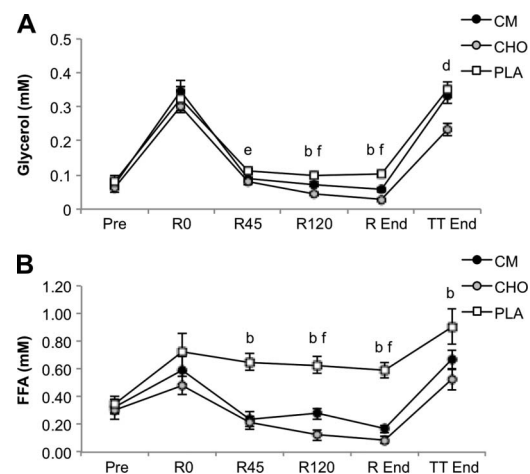 A
CM
CHO
PLA
0.5
0.4
0.3
0.2
0.1
0
Glycerol (mM)
e
b f
b f
d
Pre R0 R45 R120 R End TT End
B
CM
CHO
PLA
1.20
1.00
0.80
0.60
0.40
0.20
0.00
FFA (mM)
b
b f
b f
b
Pre R0 R45 R120 R End TT End